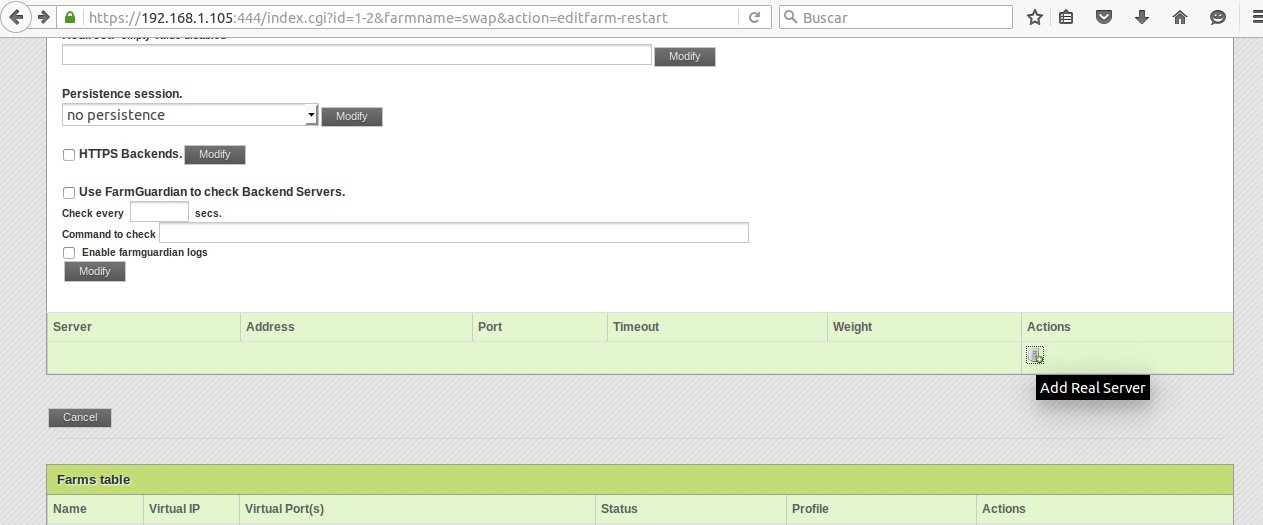 https://192.168.1.105:444/index.cgi?id=1-2&farmname=swap&action=editfarm-restart
Buscar
Modify
Persistence session.
no persistence Modify
HTTPS Backends. Modify
Use FarmGuardian to check Backend Servers.
Check every secs.
Command to check
Enable farmguardian logs
Modify
Server Address Port Timeout Weight Actions
Add Real Server
Cancel
Farms table
Name Virtual IP Virtual Port(s) Status Profile Actions